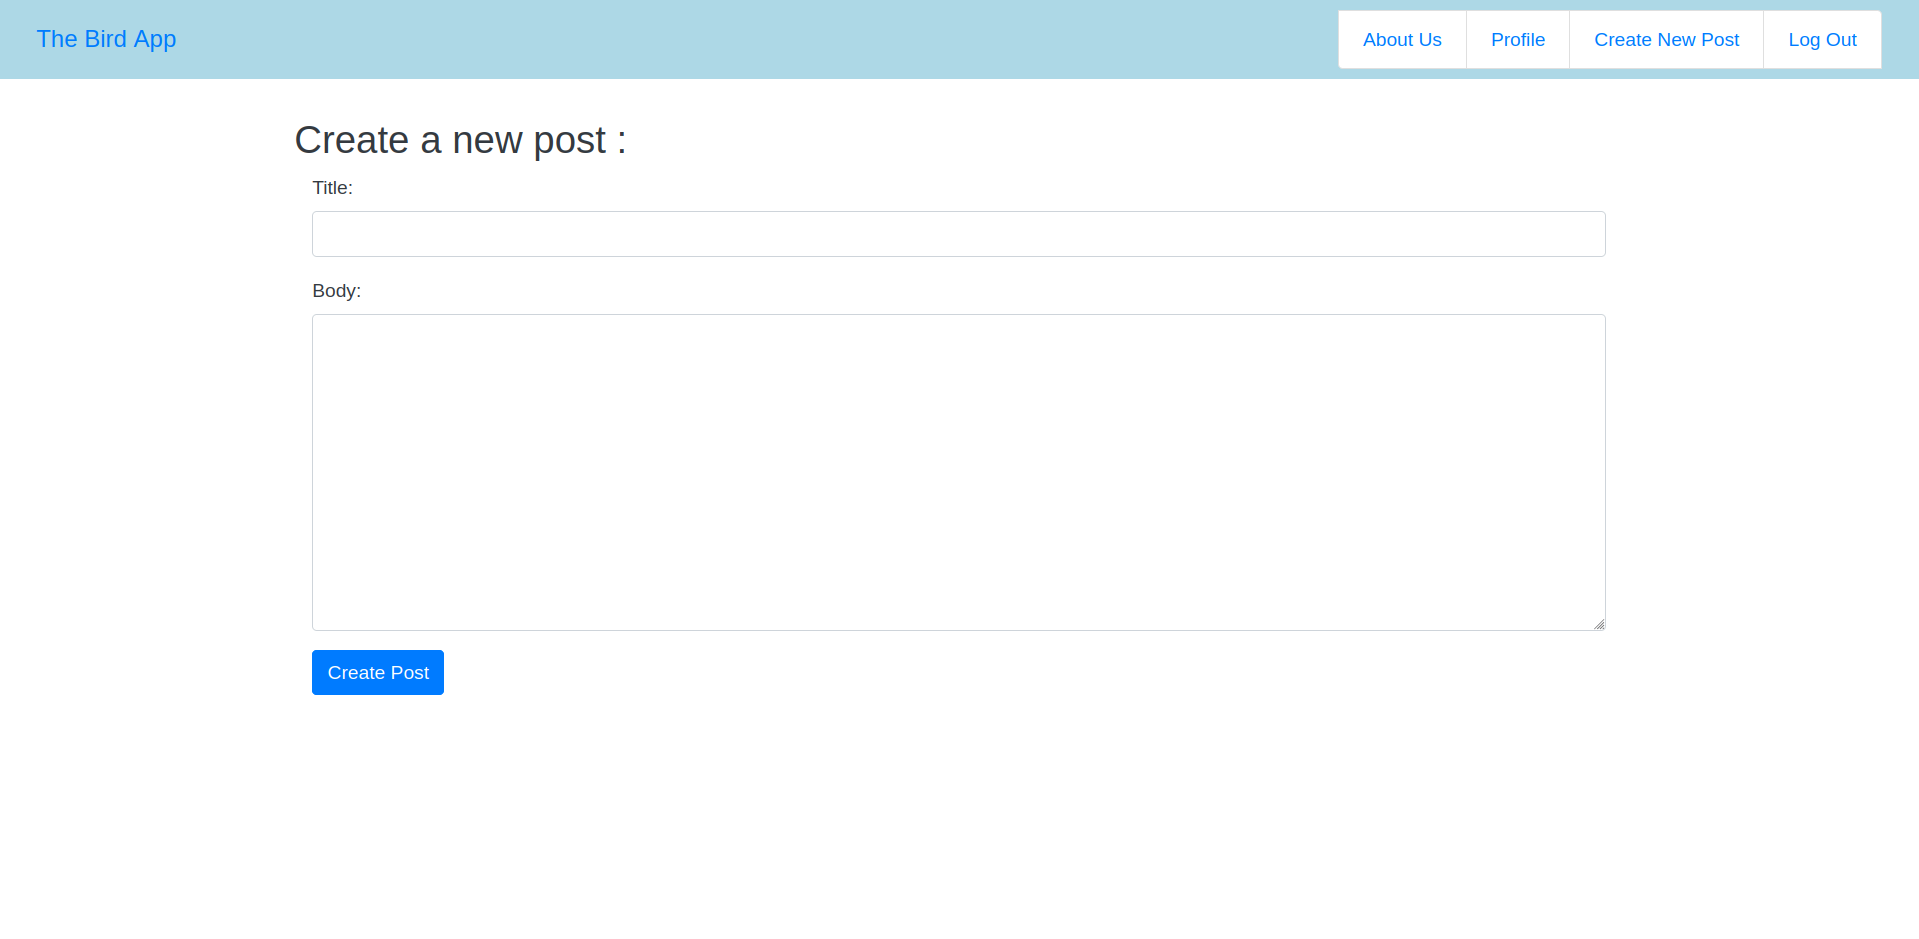 The Bird App
About Us Profile Create New Post Log Out
Create a new post :
Title:
Body:
Create Post